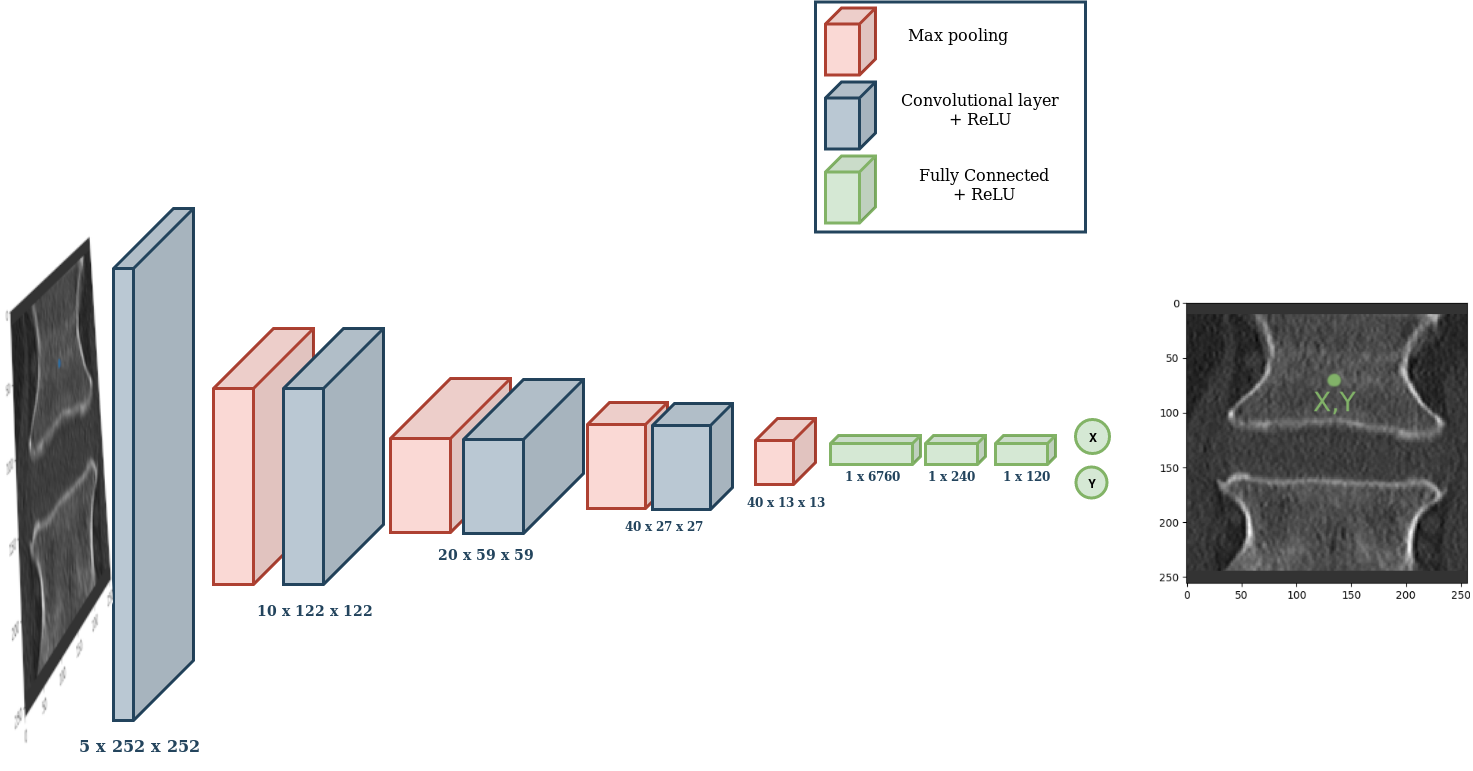 Max pooling
Convolutional layer
+ ReLU
Fully Connected
+ ReLU
5 x 252 x 252
10 x 122 x 122
20 x 59 x 59
40 x 27 x 27
40 x 13 x 13
1 x 6760
1 x 240
1 x 120
X
Y
X,Y
0
50
100
150
200
250
0
50
100
150
200
250